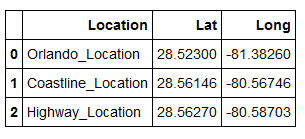 Location Lat Long
0 Orlando_Location 28.52300 -81.38260
1 Coastline_Location 28.56146 -80.56746
2 Highway_Location 28.56270 -80.58703